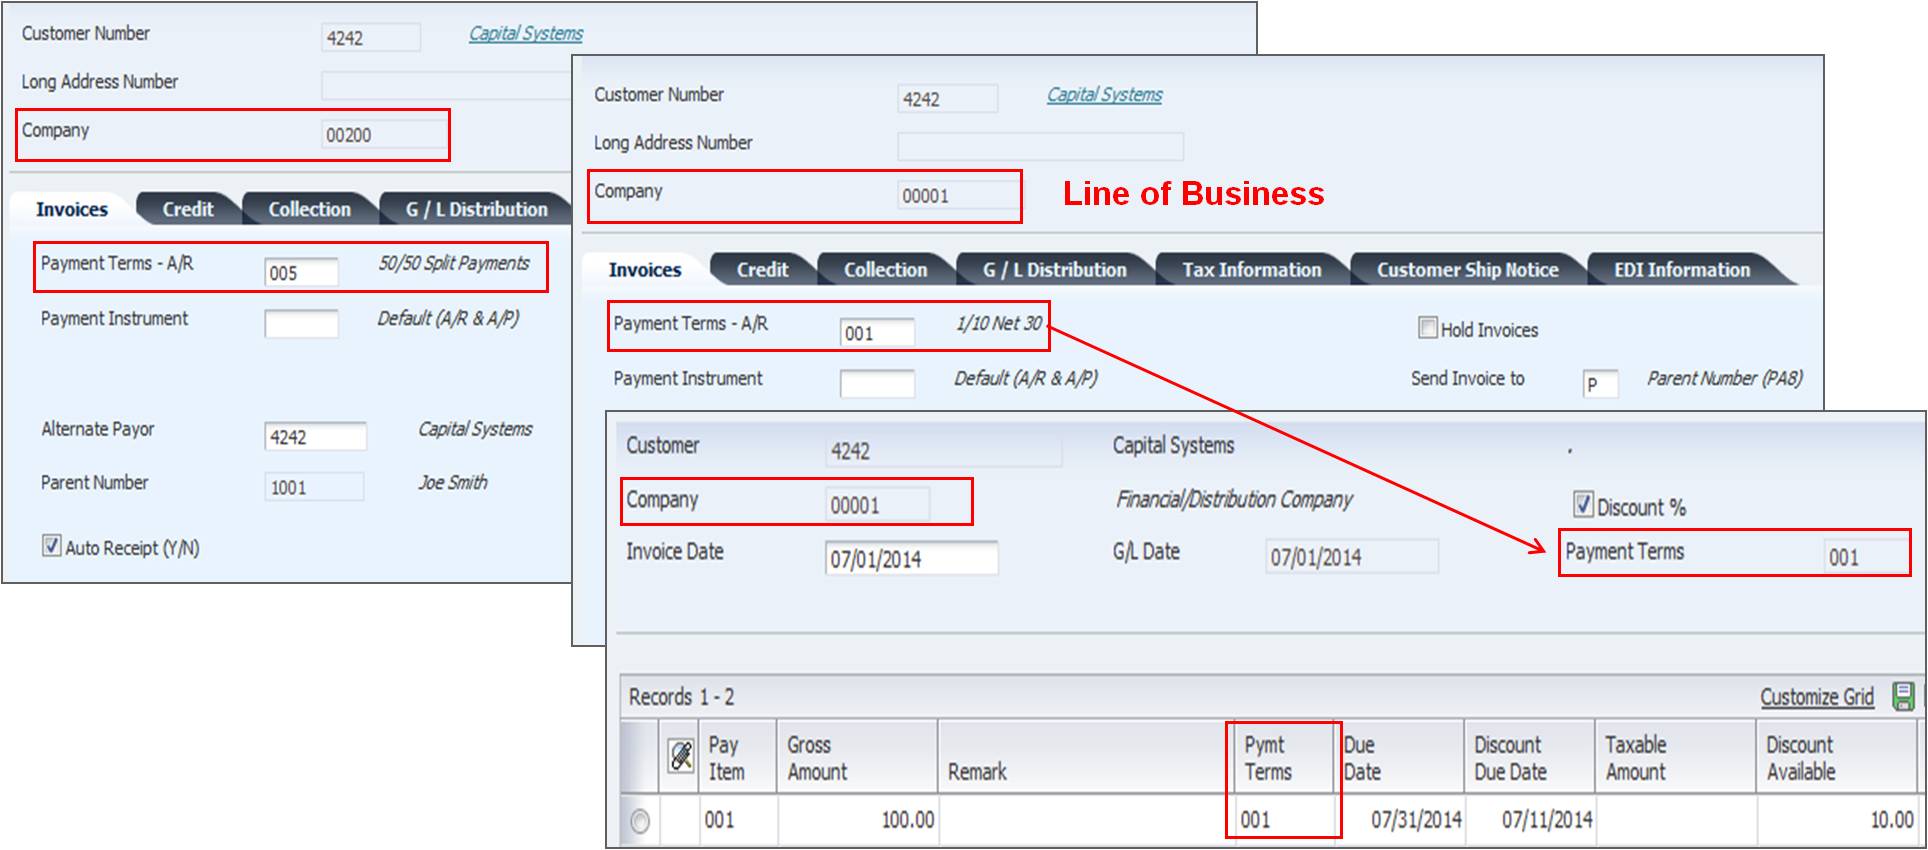 Customer Number 4242 Capital Systems
Long Address Number
Company 00200
Invoices Credit Collection G / L Distribution
Payment Terms - A/R 005 50/50 Split Payments
Payment Instrument Default (A/R & A/P)
Alternate Payor 4242 Capital Systems
Parent Number 1001 Joe Smith
Auto Receipt (Y/N)
Customer Number 4242 Capital Systems
Long Address Number
Company 00001 Line of Business
Invoices Credit Collection G / L Distribution Tax Information Customer Ship Notice EDI Information
Payment Terms - A/R 001 1/10 Net 30
Hold Invoices
Payment Instrument Default (A/R & A/P) Send Invoice to P Parent Number (PA8)
Customer 4242 Capital Systems .
Company 00001 Financial/Distribution Company Discount %
Invoice Date 07/01/2014 G/L Date 07/01/2014 Payment Terms 001
Records 1 - 2 Customize Grid
Pay Gross Pymt Due Discount Taxable Discount
Item Amount Remark Terms Date Due Date Amount Available
001 100.00 001 07/31/2014 07/11/2014 10.00